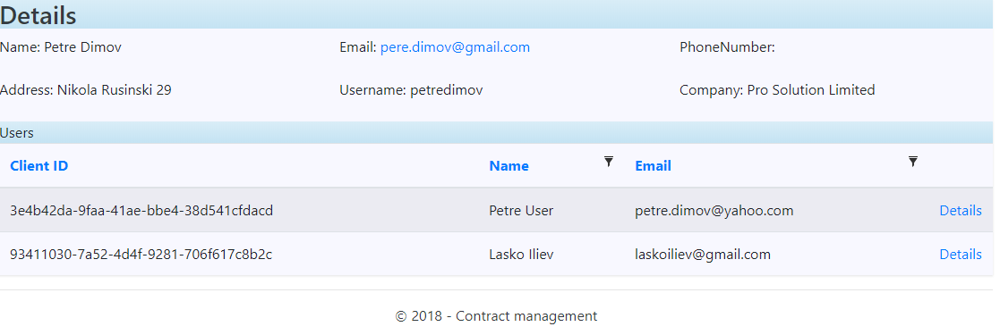 Details
Name: Petre Dimov Email: pere.dimov@gmail.com PhoneNumber:
Address: Nikola Rusinski 29 Username: petredimov Company: Pro Solution Limited
Users
Client ID Name Email
3e4b42da-9faa-41ae-bbe4-38d541cfdacd Petre User petre.dimov@yahoo.com Details
93411030-7a52-4d4f-9281-706f617c8b2c Lasko Iliev laskoiliev@gmail.com Details
© 2018 - Contract management